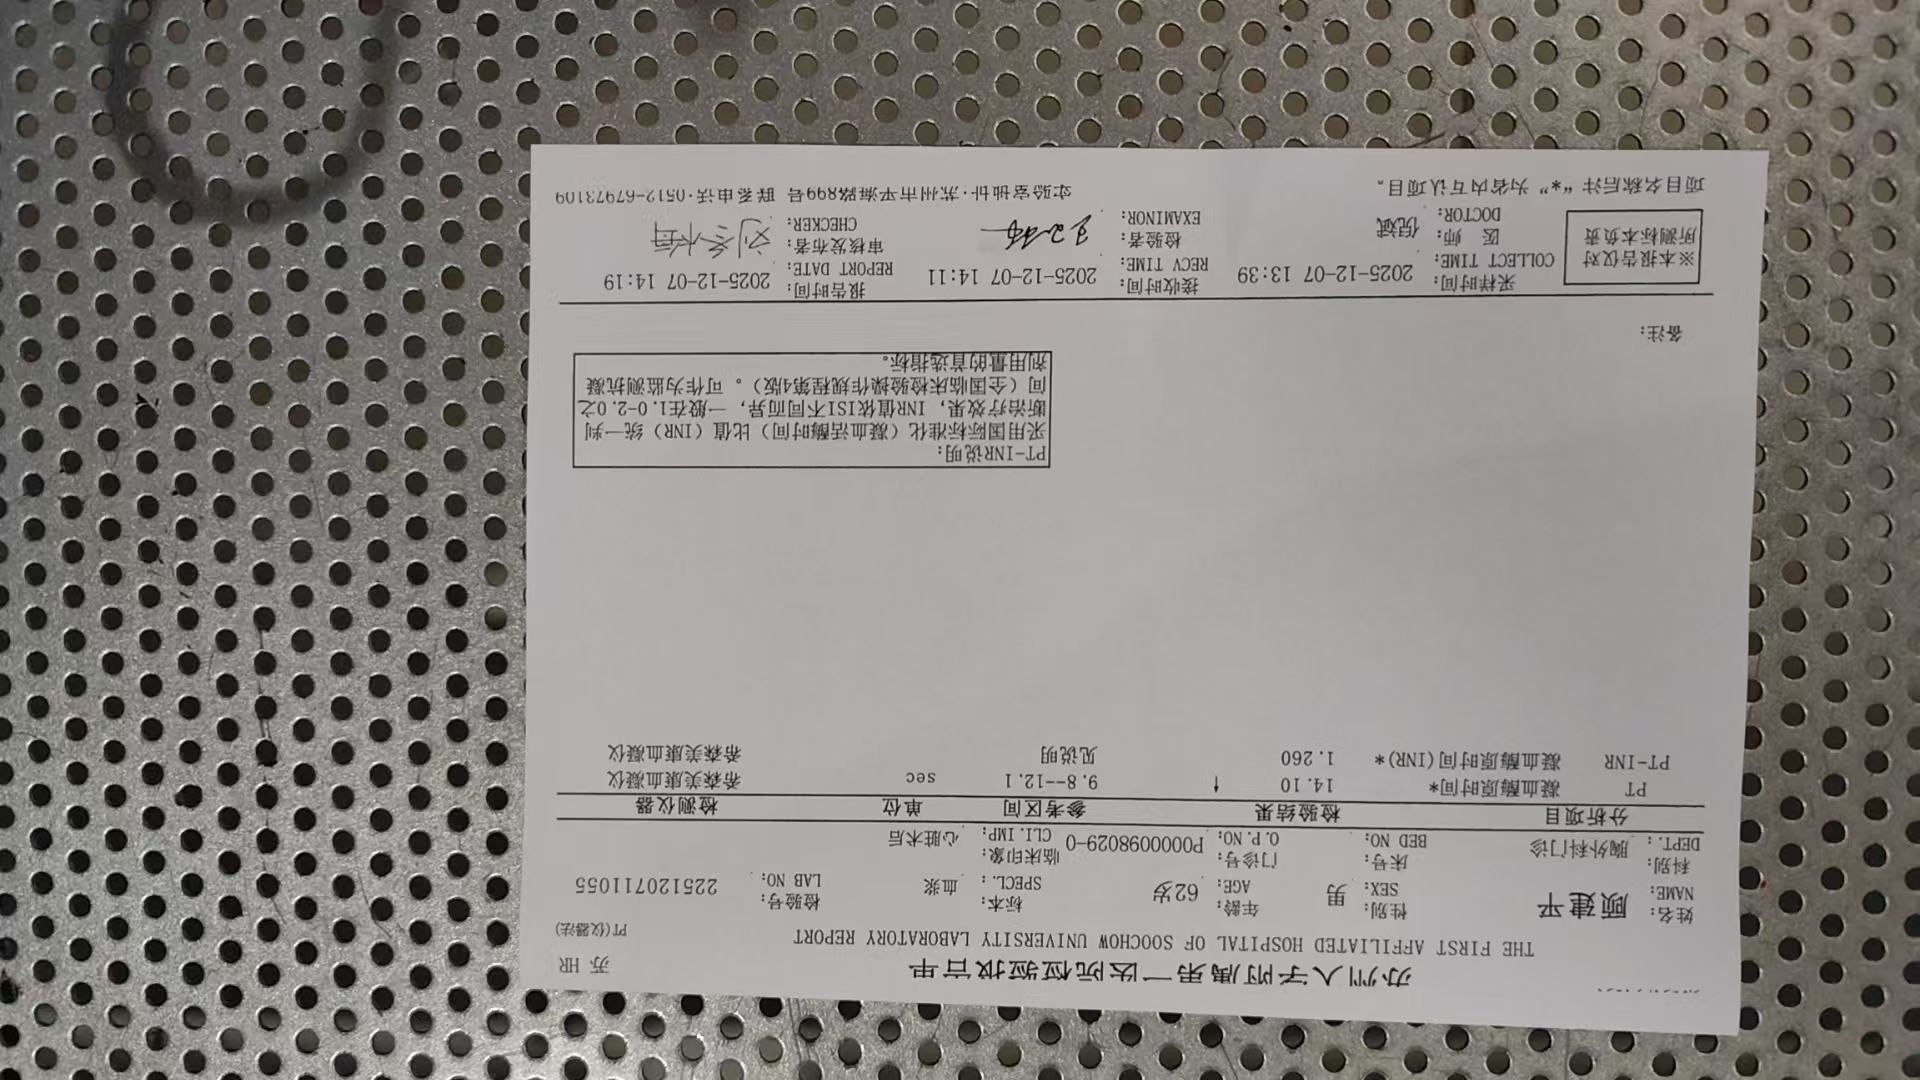 苏州大学附属第一医院检验报告单
苏 HR
THE FIRST AFFILIATED HOSPITAL OF SOOCHOW UNIVERSITY LABORATORY REPORT
PT(仪器法)
姓名: 顾建平 性别: 男 年龄: 62岁 标本: 血浆 检验号: 225120711055
NAME: SEX: AGE: SPECL.: LAB NO:
科别: 胸外科门诊 床号: 门诊号: P0000098029-0 临床印象: 心脏术后
DEPT.: BED NO: O.P.NO: CLI.IMP:
分析项目 检验结果 参考区间 单位 检测仪器
PT 凝血酶原时间* 14.10 ↑ 9.8--12.1 sec 希森美康血凝仪
PT-INR 凝血酶原时间(INR)* 1.260 见说明 希森美康血凝仪
PT-INR说明:
采用国际标准化(凝血活酶时间)比值(INR)统一判
断治疗效果, INR值依ISI不同而异, 一般在1.0-2.0之
间(全国临床检验操作规程第4版)。可作为监测抗凝
剂用量的首选指标。
备注:
※本报告仅对
所测标本负责
采样时间: 2025-12-07 13:39 接收时间: 2025-12-07 14:11 报告时间: 2025-12-07 14:19
COLLECT TIME: RECV TIME: REPORT DATE:
医 师: 倪斌 检验者: 审核发布者:
DOCTOR: EXAMINOR: CHECKER:
项目名称后注“*”为省内互认项目。 实验室地址:苏州市平海路899号 联系电话:0512-67973109